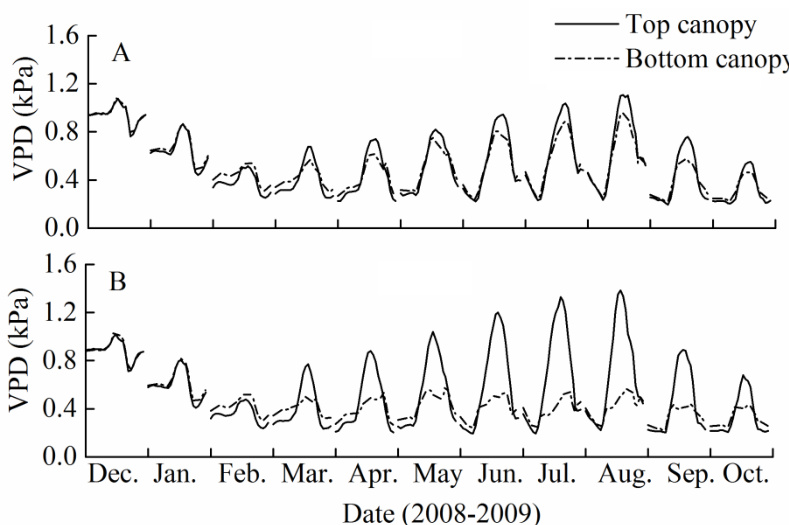 Top canopy
Bottom canopy
A
VPD (kPa)
1.6
1.2
0.8
0.4
0.0
B
VPD (kPa)
1.6
1.2
0.8
0.4
0.0
Dec. Jan. Feb. Mar. Apr. May Jun. Jul. Aug. Sep. Oct.
Date (2008-2009)